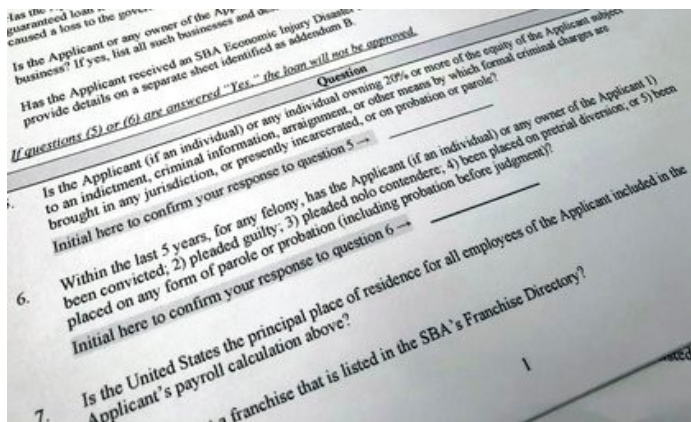 Has the
guaranteed loan
caused a loss to the gover
Is the Applicant or any owner of the App
business? If yes, list all such businesses and
Has the Applicant received an SBA Economic Injury Disaster
provide details on a separate sheet identified as addendum B.
If questions (5) or (6) are answered "Yes," the loan will not be approved.
Question
Is the Applicant (if an individual) or any individual owning 20% or more of the equity of the Applicant subject
to an indictment, criminal information, arraignment, or other means by which formal criminal charges are
brought in any jurisdiction, or presently incarcerated, or on probation or parole?
Initial here to confirm your response to question 5 →
6. Within the last 5 years, for any felony, has the Applicant (if an individual) or any owner of the Applicant 1)
been convicted; 2) pleaded guilty; 3) pleaded nolo contendere; 4) been placed on pretrial diversion; or 5) been
placed on any form of parole or probation (including probation before judgment)?
Initial here to confirm your response to question 6 →
7. Is the United States the principal place of residence for all employees of the Applicant included in the
Applicant's payroll calculation above?
franchise that is listed in the SBA's Franchise Directory?
1